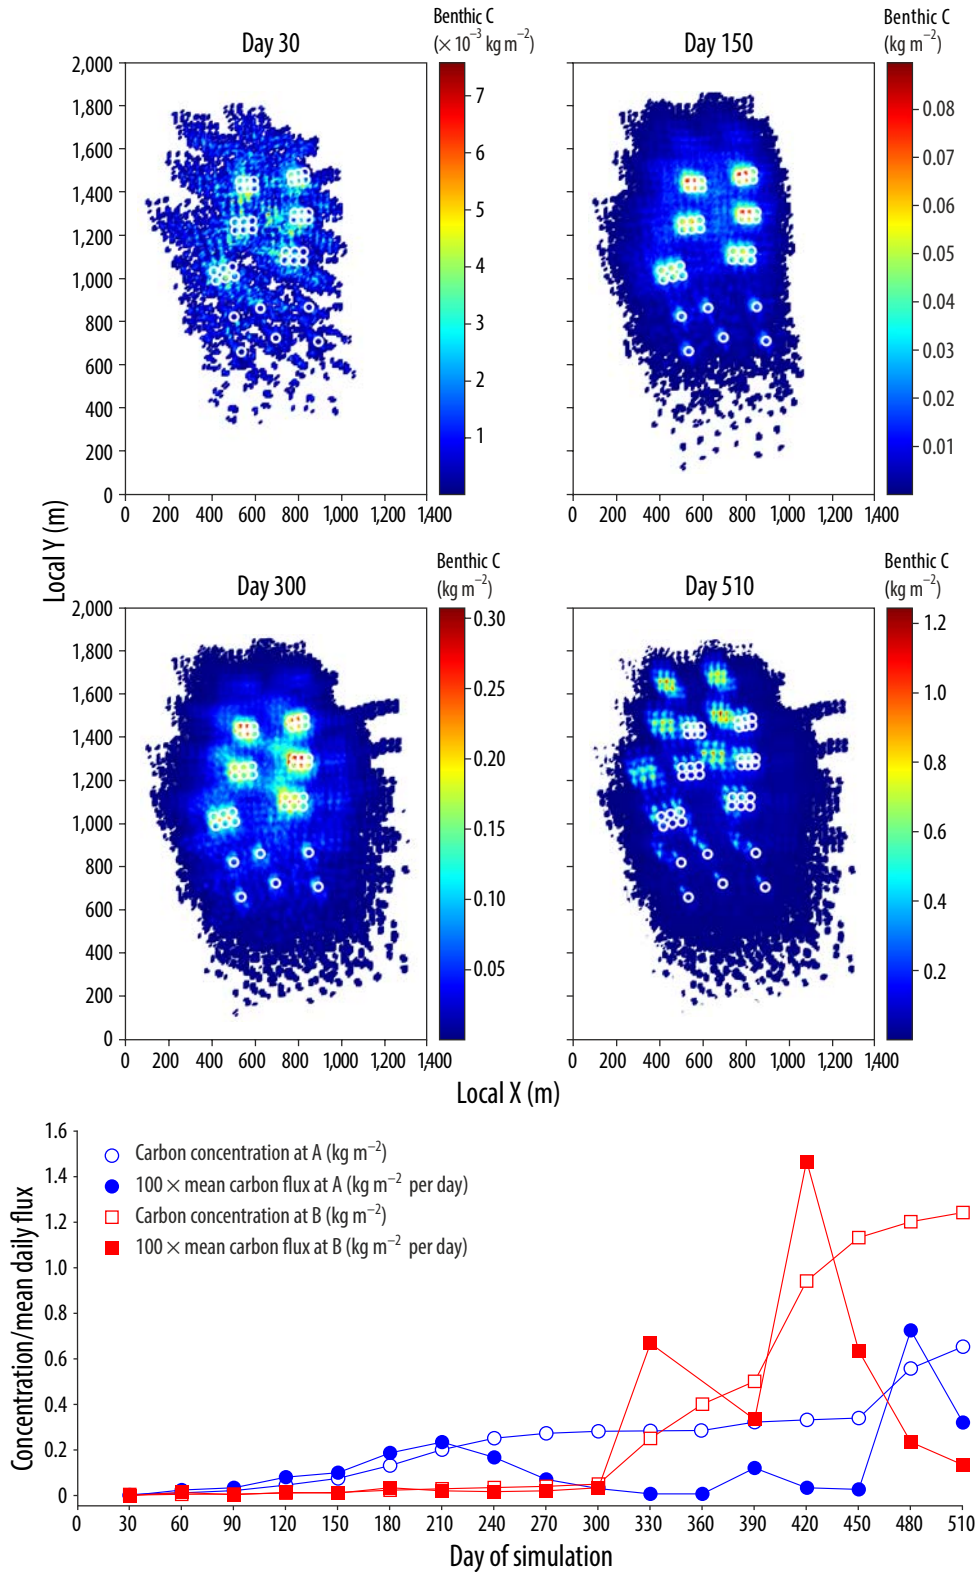 Benthic C
(× 10⁻³ kg m⁻²)
Day 30
Benthic C
(kg m⁻²)
Day 150
2,000
1,800
1,600
1,400
1,200
1,000
800
600
400
200
0
0 200 400 600 800 1,000 1,200 1,400
7
6
5
4
3
2
1
0 200 400 600 800 1,000 1,200 1,400
0.08
0.07
0.06
0.05
0.04
0.03
0.02
0.01
Local Y (m)
Benthic C
(kg m⁻²)
Day 300
Benthic C
(kg m⁻²)
Day 510
2,000
1,800
1,600
1,400
1,200
1,000
800
600
400
200
0
0 200 400 600 800 1,000 1,200 1,400
0.30
0.25
0.20
0.15
0.10
0.05
0 200 400 600 800 1,000 1,200 1,400
1.2
1.0
0.8
0.6
0.4
0.2
Local X (m)
1.6
1.4
1.2
1.0
0.8
0.6
0.4
0.2
0
Concentration/mean daily flux
Carbon concentration at A (kg m⁻²)
100 × mean carbon flux at A (kg m⁻² per day)
Carbon concentration at B (kg m⁻²)
100 × mean carbon flux at B (kg m⁻² per day)
0 30 60 90 120 150 180 210 240 270 300 330 360 390 420 450 480 510
Day of simulation